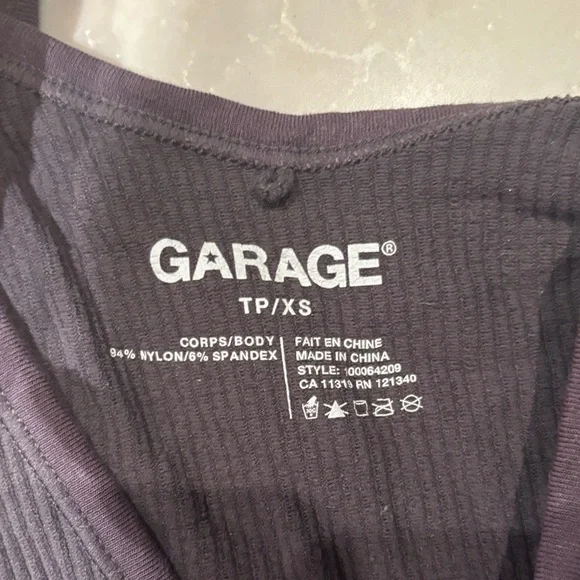 GARAGE®
TP/XS
CORPS/BODY
94% NYLON/6% SPANDEX
FAIT EN CHINE
MADE IN CHINA
STYLE: 100064209
CA 11319 RN 121340